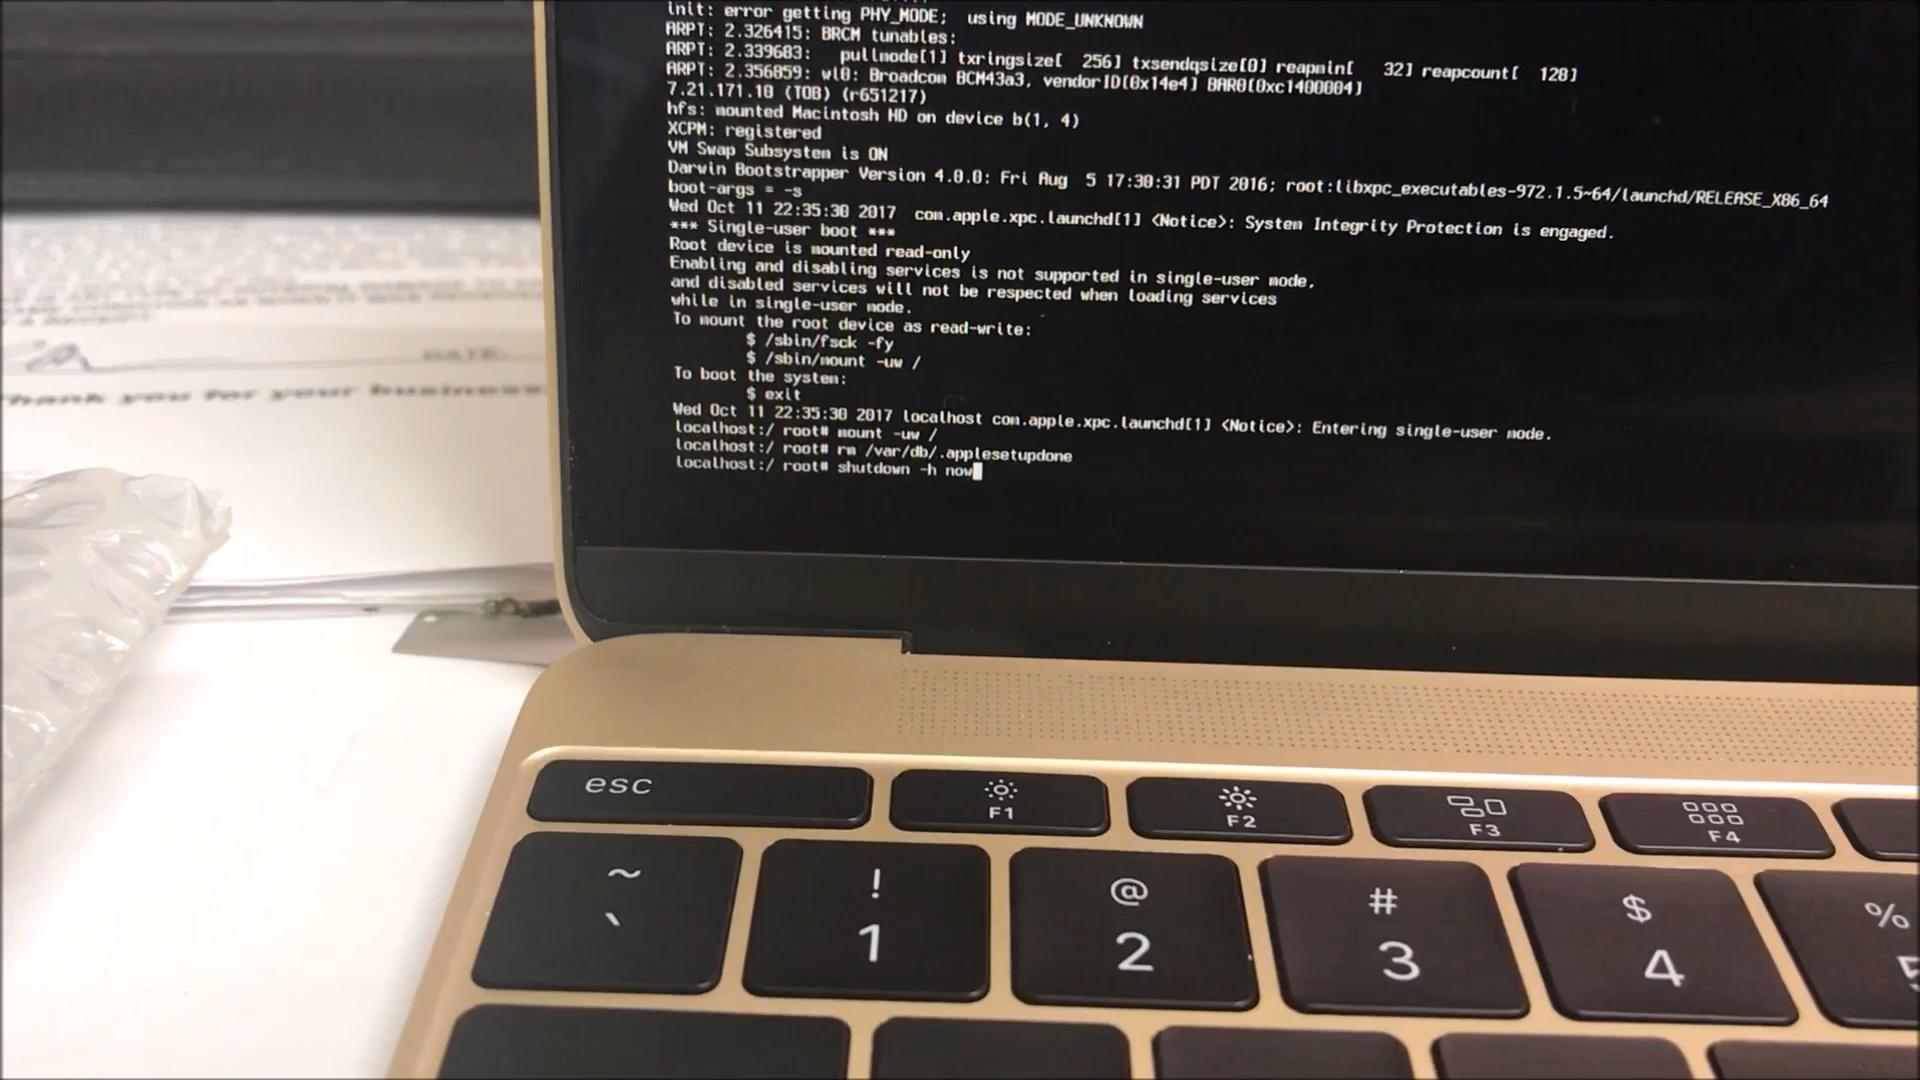 init: error getting PHY_MODE; using MODE_UNKNOWN
ARPT: 2.326415: BRCM tunables:
ARPT: 2.339683: pullmode[1] txringsize[ 256] txsendqsize[0] reapmin[ 32] reapcount[ 128]
ARPT: 2.356859: wl0: Broadcom BCM43a3, vendorID[0x14e4] BAR0[0xc1400004]
7.21.171.10 (TOB) (r651217)
hfs: mounted Macintosh HD on device b(1, 4)
XCPM: registered
VM Swap Subsystem is ON
Darwin Bootstrapper Version 4.0.0: Fri Aug 5 17:30:31 PDT 2016; root:libxpc_executables-972.1.5~64/launchd/RELEASE_X86_64
boot-args = -s
Wed Oct 11 22:35:30 2017 com.apple.xpc.launchd[1] <Notice>: System Integrity Protection is engaged.
*** Single-user boot ***
Root device is mounted read-only
Enabling and disabling services is not supported in single-user mode,
and disabled services will not be respected when loading services
while in single-user mode.
To mount the root device as read-write:
$ /sbin/fsck -fy
$ /sbin/mount -uw /
To boot the system:
$ exit
Wed Oct 11 22:35:30 2017 localhost com.apple.xpc.launchd[1] <Notice>: Entering single-user mode.
localhost:/ root# mount -uw /
localhost:/ root# rm /var/db/.applesetupdone
localhost:/ root# shutdown -h now
DATE:
Thank you for your business
esc
F1
F2
F3
F4
~
`
!
1
@
2
#
3
$
4
%
5